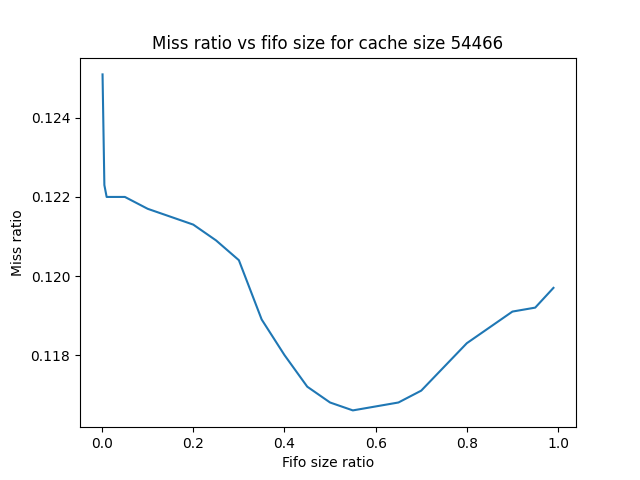 Miss ratio vs fifo size for cache size 54466
0.124
0.122
0.120
0.118
Miss ratio
0.0 0.2 0.4 0.6 0.8 1.0
Fifo size ratio